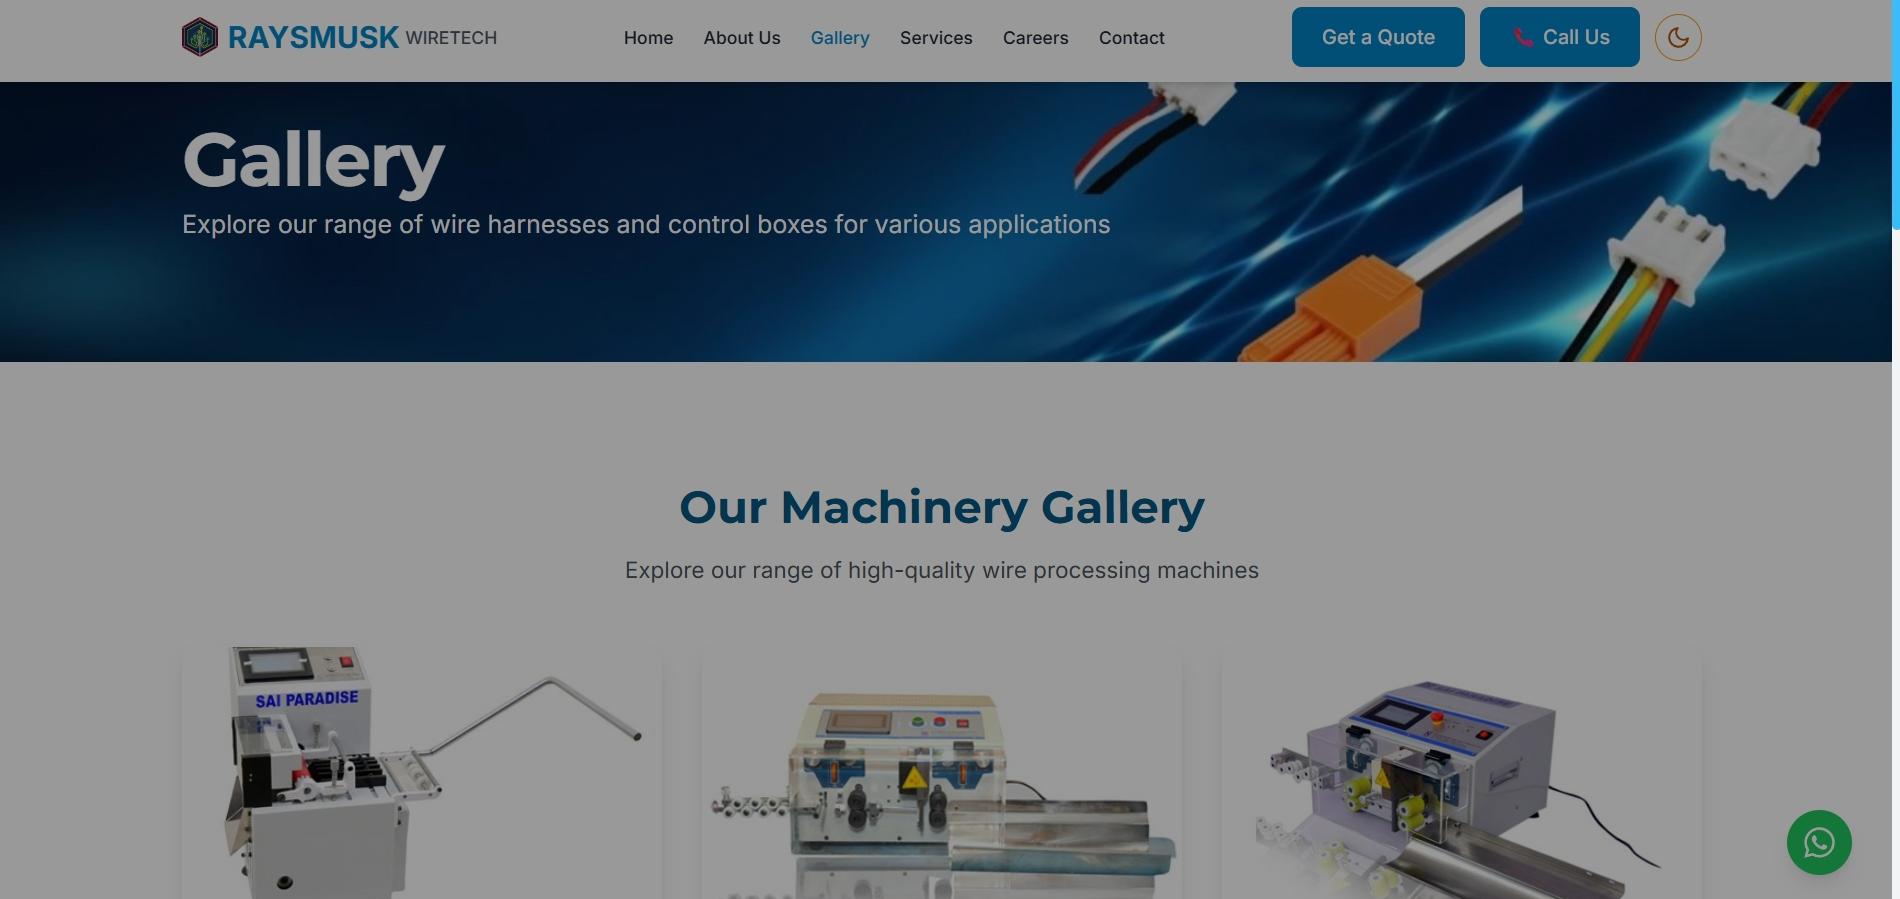 RAYSMUSK WIRETECH
Home
About Us
Gallery
Services
Careers
Contact
Get a Quote
Call Us
Gallery
Explore our range of wire harnesses and control boxes for various applications
Our Machinery Gallery
Explore our range of high-quality wire processing machines
SAI PARADISE